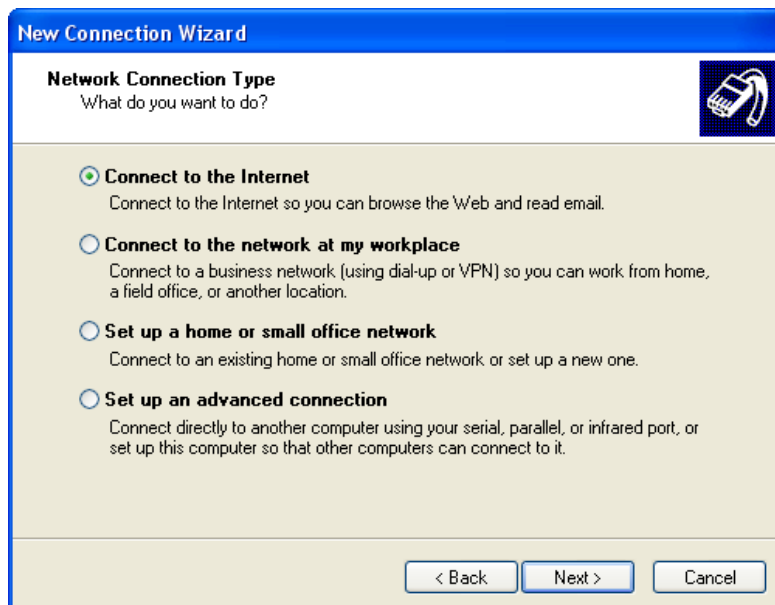 New Connection Wizard
Network Connection Type
What do you want to do?
Connect to the Internet
Connect to the Internet so you can browse the Web and read email.
Connect to the network at my workplace
Connect to a business network (using dial-up or VPN) so you can work from home,
a field office, or another location.
Set up a home or small office network
Connect to an existing home or small office network or set up a new one.
Set up an advanced connection
Connect directly to another computer using your serial, parallel, or infrared port, or
set up this computer so that other computers can connect to it.
< Back Next > Cancel